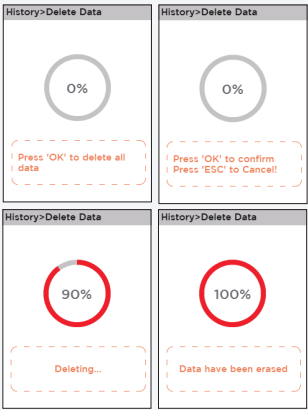 History>Delete Data
0%
Press 'OK' to delete all
data
History>Delete Data
0%
Press 'OK' to confirm
Press 'ESC' to Cancel!
History>Delete Data
90%
Deleting...
History>Delete Data
100%
Data have been erased